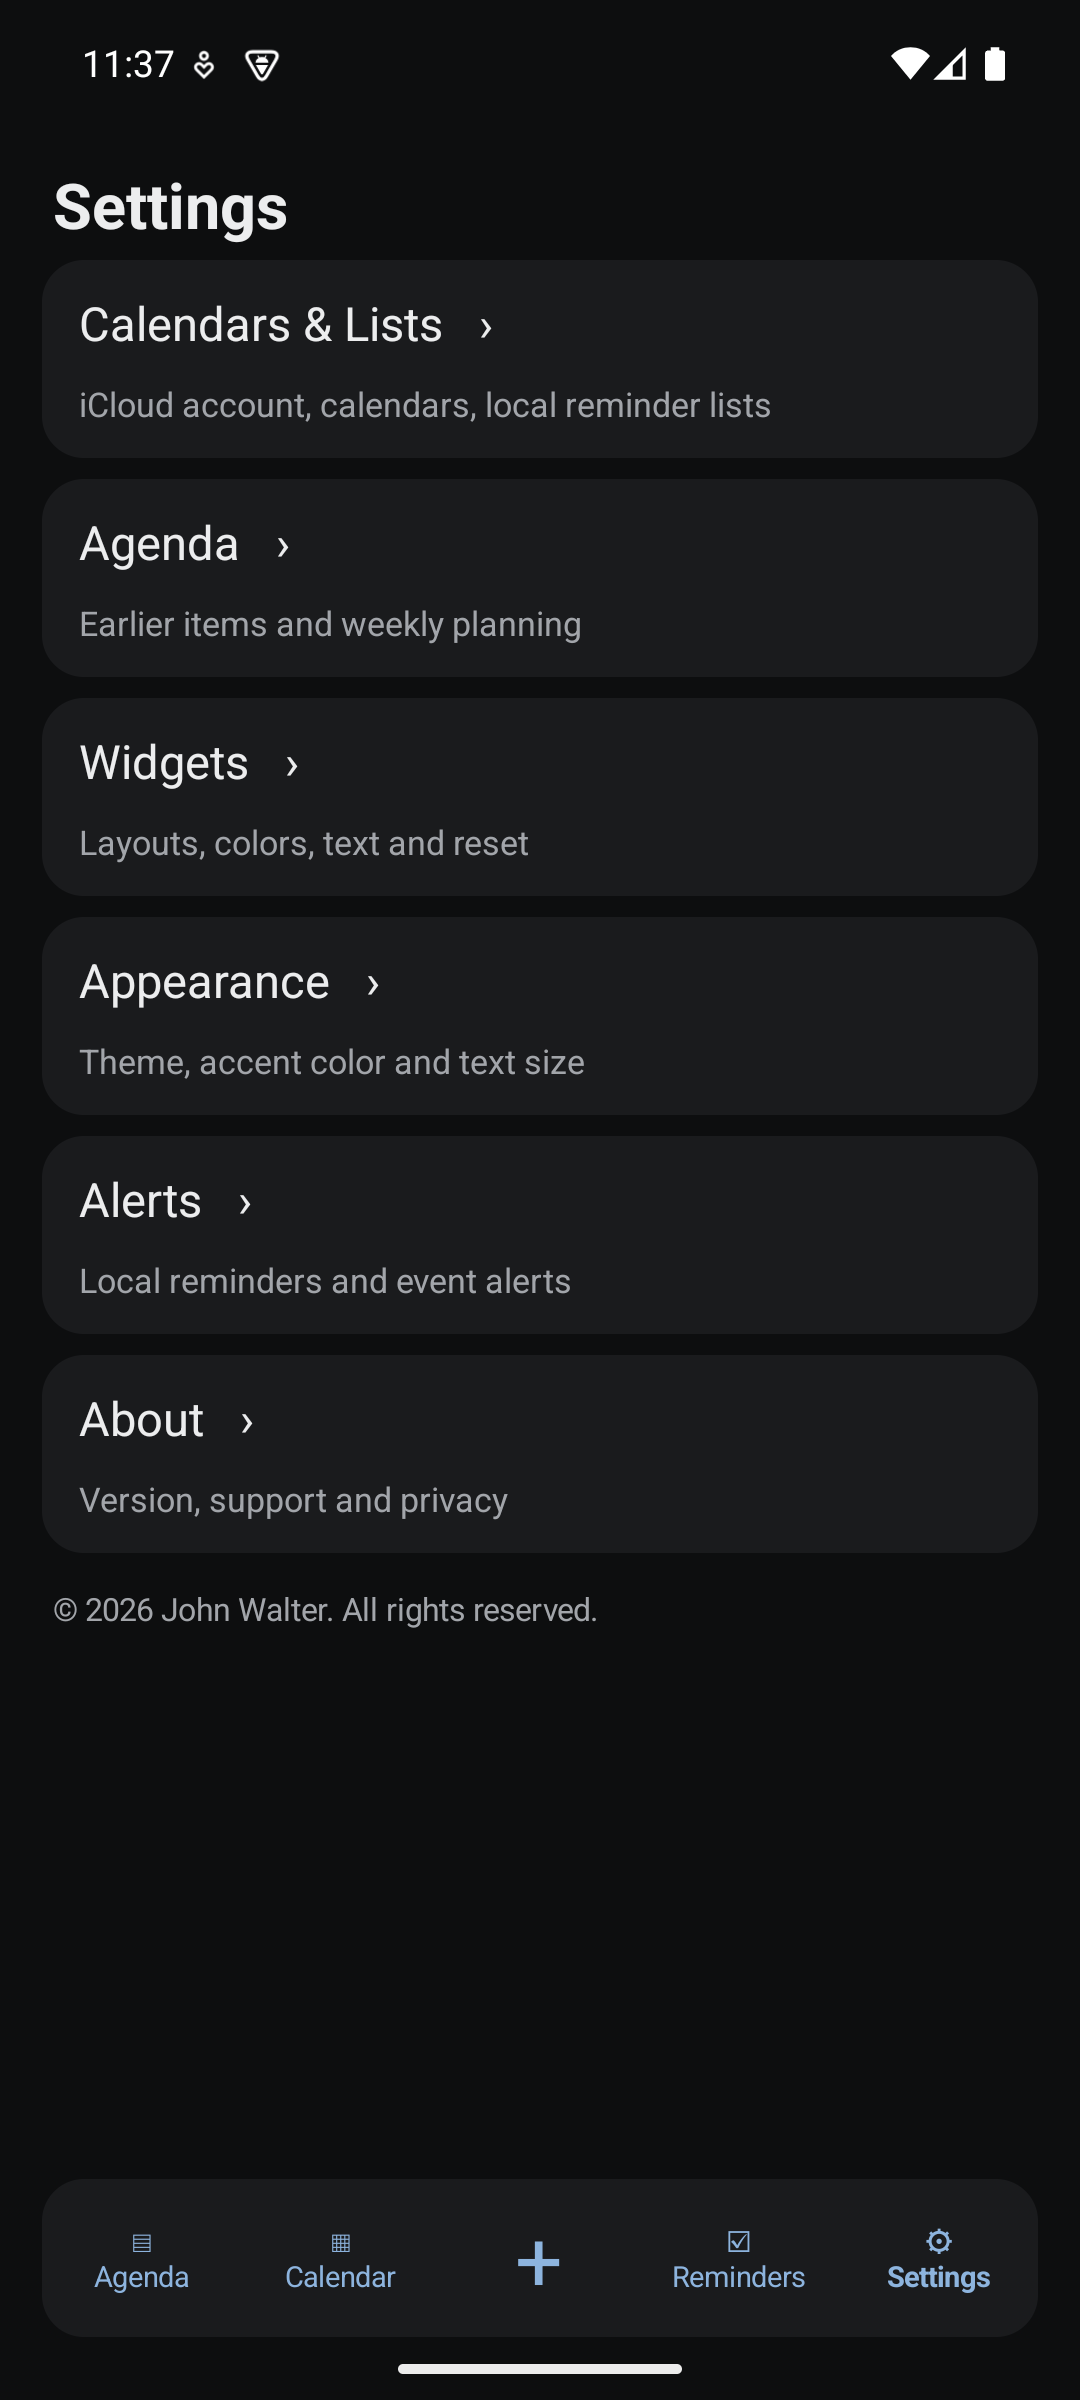 11:37
Settings
Calendars & Lists ›
iCloud account, calendars, local reminder lists
Agenda ›
Earlier items and weekly planning
Widgets ›
Layouts, colors, text and reset
Appearance ›
Theme, accent color and text size
Alerts ›
Local reminders and event alerts
About ›
Version, support and privacy
© 2026 John Walter. All rights reserved.
Agenda Calendar + Reminders Settings